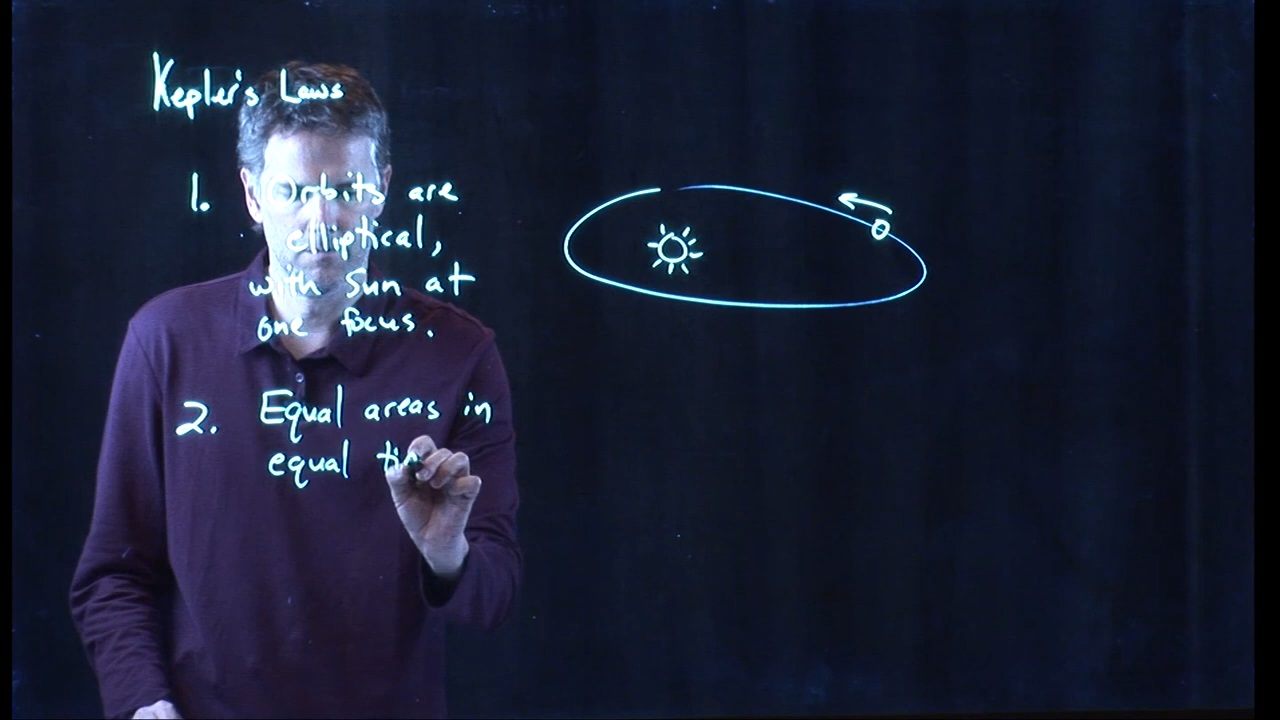 Kepler's Laws
1. Orbits are
elliptical,
with Sun at
one focus.
2. Equal areas in
equal